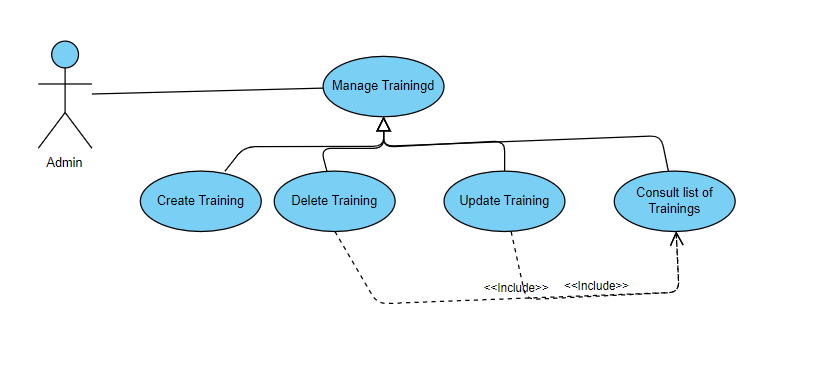 Manage Trainingd
Admin
Create Training
Delete Training
Update Training
Consult list of
Trainings
<<Include>>
<<Include>>